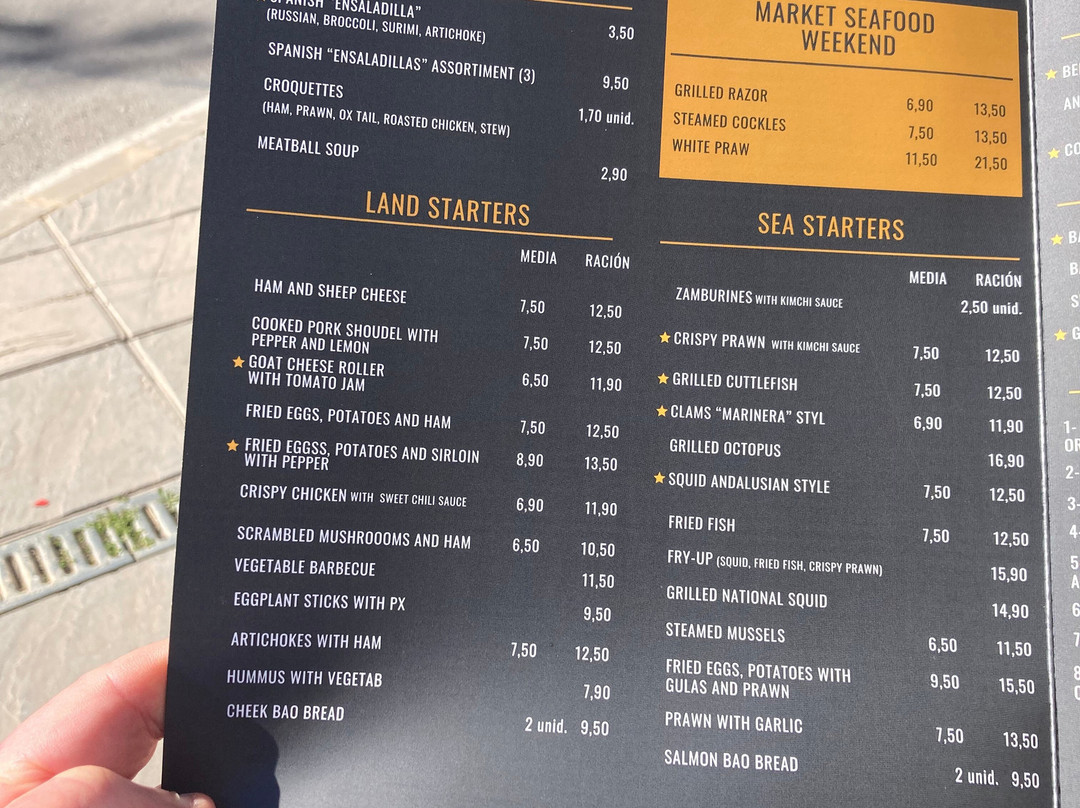 SPANISH "ENSALADILLA"
(RUSSIAN, BROCCOLI, SURIMI, ARTICHOKE) 3,50
SPANISH "ENSALADILLAS" ASSORTMENT (3) 9,50
CROQUETTES
(HAM, PRAWN, OX TAIL, ROASTED CHICKEN, STEW) 1,70 unid.
MEATBALL SOUP 2,90
LAND STARTERS
MEDIA RACIÓN
HAM AND SHEEP CHEESE 7,50 12,50
COOKED PORK SHOUDEL WITH
PEPPER AND LEMON 7,50 12,50
GOAT CHEESE ROLLER
WITH TOMATO JAM 6,50 11,90
FRIED EGGS, POTATOES AND HAM 7,50 12,50
FRIED EGGSS, POTATOES AND SIRLOIN
WITH PEPPER 8,90 13,50
CRISPY CHICKEN WITH SWEET CHILI SAUCE 6,90 11,90
SCRAMBLED MUSHROOOMS AND HAM 6,50 10,50
VEGETABLE BARBECUE 11,50
EGGPLANT STICKS WITH PX 9,50
ARTICHOKES WITH HAM 7,50 12,50
HUMMUS WITH VEGETAB 7,90
CHEEK BAO BREAD 2 unid. 9,50
MARKET SEAFOOD
WEEKEND
GRILLED RAZOR 6,90 13,50
STEAMED COCKLES 7,50 13,50
WHITE PRAW 11,50 21,50
SEA STARTERS
MEDIA RACIÓN
ZAMBURINES WITH KIMCHI SAUCE 2,50 unid.
CRISPY PRAWN WITH KIMCHI SAUCE 7,50 12,50
GRILLED CUTTLEFISH 7,50 12,50
CLAMS "MARINERA" STYL 6,90 11,90
GRILLED OCTOPUS 16,90
SQUID ANDALUSIAN STYLE 7,50 12,50
FRIED FISH 7,50 12,50
FRY-UP (SQUID, FRIED FISH, CRISPY PRAWN) 15,90
GRILLED NATIONAL SQUID 14,90
STEAMED MUSSELS 6,50 11,50
FRIED EGGS, POTATOES WITH
GULAS AND PRAWN 9,50 15,50
PRAWN WITH GARLIC 7,50 13,50
SALMON BAO BREAD 2 unid. 9,50